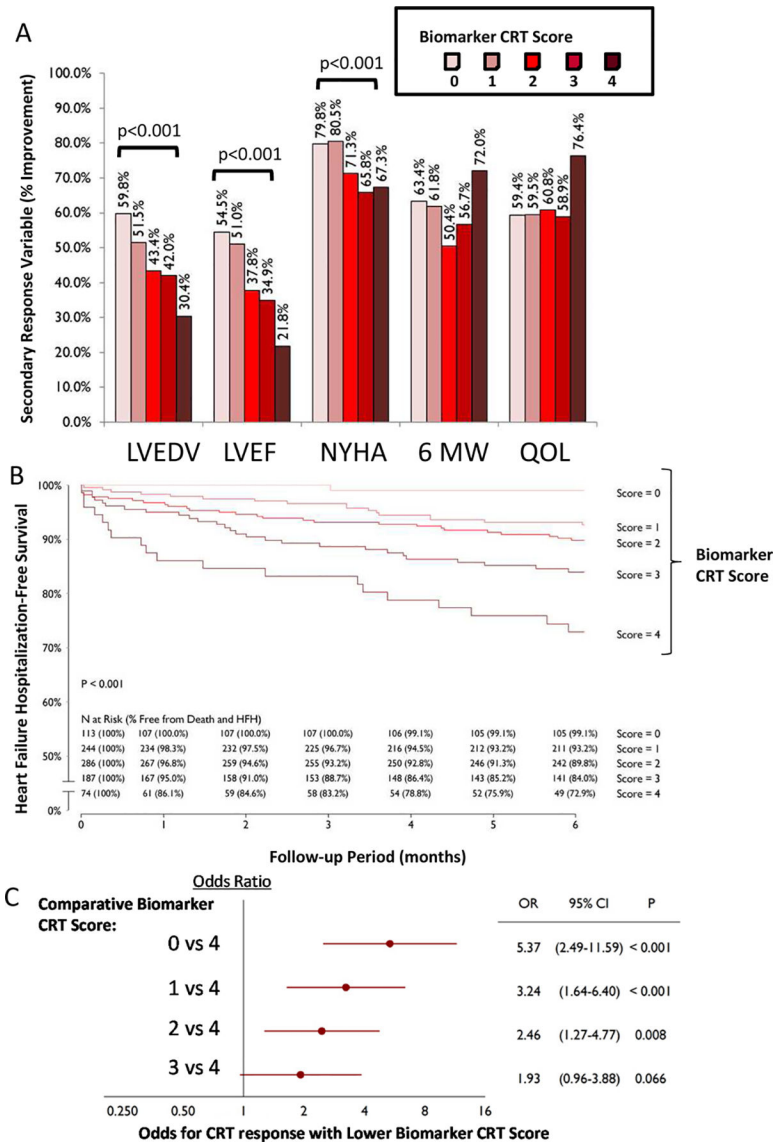 A
Biomarker CRT Score
0 1 2 3 4
Secondary Response Variable (% Improvement)
100.0%
90.0%
80.0%
70.0%
60.0%
50.0%
40.0%
30.0%
20.0%
10.0%
0.0%
p<0.001
p<0.001
p<0.001
59.8% 51.5% 43.4% 42.0% 30.4%
54.5% 51.0% 37.8% 34.9% 21.8%
79.8% 80.5% 71.3% 65.8% 67.3%
63.4% 61.8% 50.4% 56.7% 72.0%
59.4% 59.5% 60.8% 58.9% 76.4%
LVEDV LVEF NYHA 6 MW QOL
B
Heart Failure Hospitalization-Free Survival
100%
90%
80%
70%
60%
50%
0%
Score = 0
Score = 1
Score = 2
Score = 3
Score = 4
Biomarker
CRT Score
P < 0.001
N at Risk (% Free from Death and HFH)
113 (100%) 107 (100.0%) 107 (100.0%) 107 (100.0%) 106 (99.1%) 105 (99.1%) 105 (99.1%) Score = 0
244 (100%) 234 (98.3%) 232 (97.5%) 225 (96.7%) 216 (94.5%) 212 (93.2%) 211 (93.2%) Score = 1
286 (100%) 267 (96.8%) 259 (94.6%) 255 (93.2%) 250 (92.8%) 246 (91.3%) 242 (89.8%) Score = 2
187 (100%) 167 (95.0%) 158 (91.0%) 153 (88.7%) 148 (86.4%) 143 (85.2%) 141 (84.0%) Score = 3
74 (100%) 61 (86.1%) 59 (84.6%) 58 (83.2%) 54 (78.8%) 52 (75.9%) 49 (72.9%) Score = 4
0 1 2 3 4 5 6
Follow-up Period (months)
C
Odds Ratio
Comparative Biomarker
CRT Score:
OR 95% CI P
0 vs 4 5.37 (2.49-11.59) < 0.001
1 vs 4 3.24 (1.64-6.40) < 0.001
2 vs 4 2.46 (1.27-4.77) 0.008
3 vs 4 1.93 (0.96-3.88) 0.066
0.250 0.50 1 2 4 8 16
Odds for CRT response with Lower Biomarker CRT Score